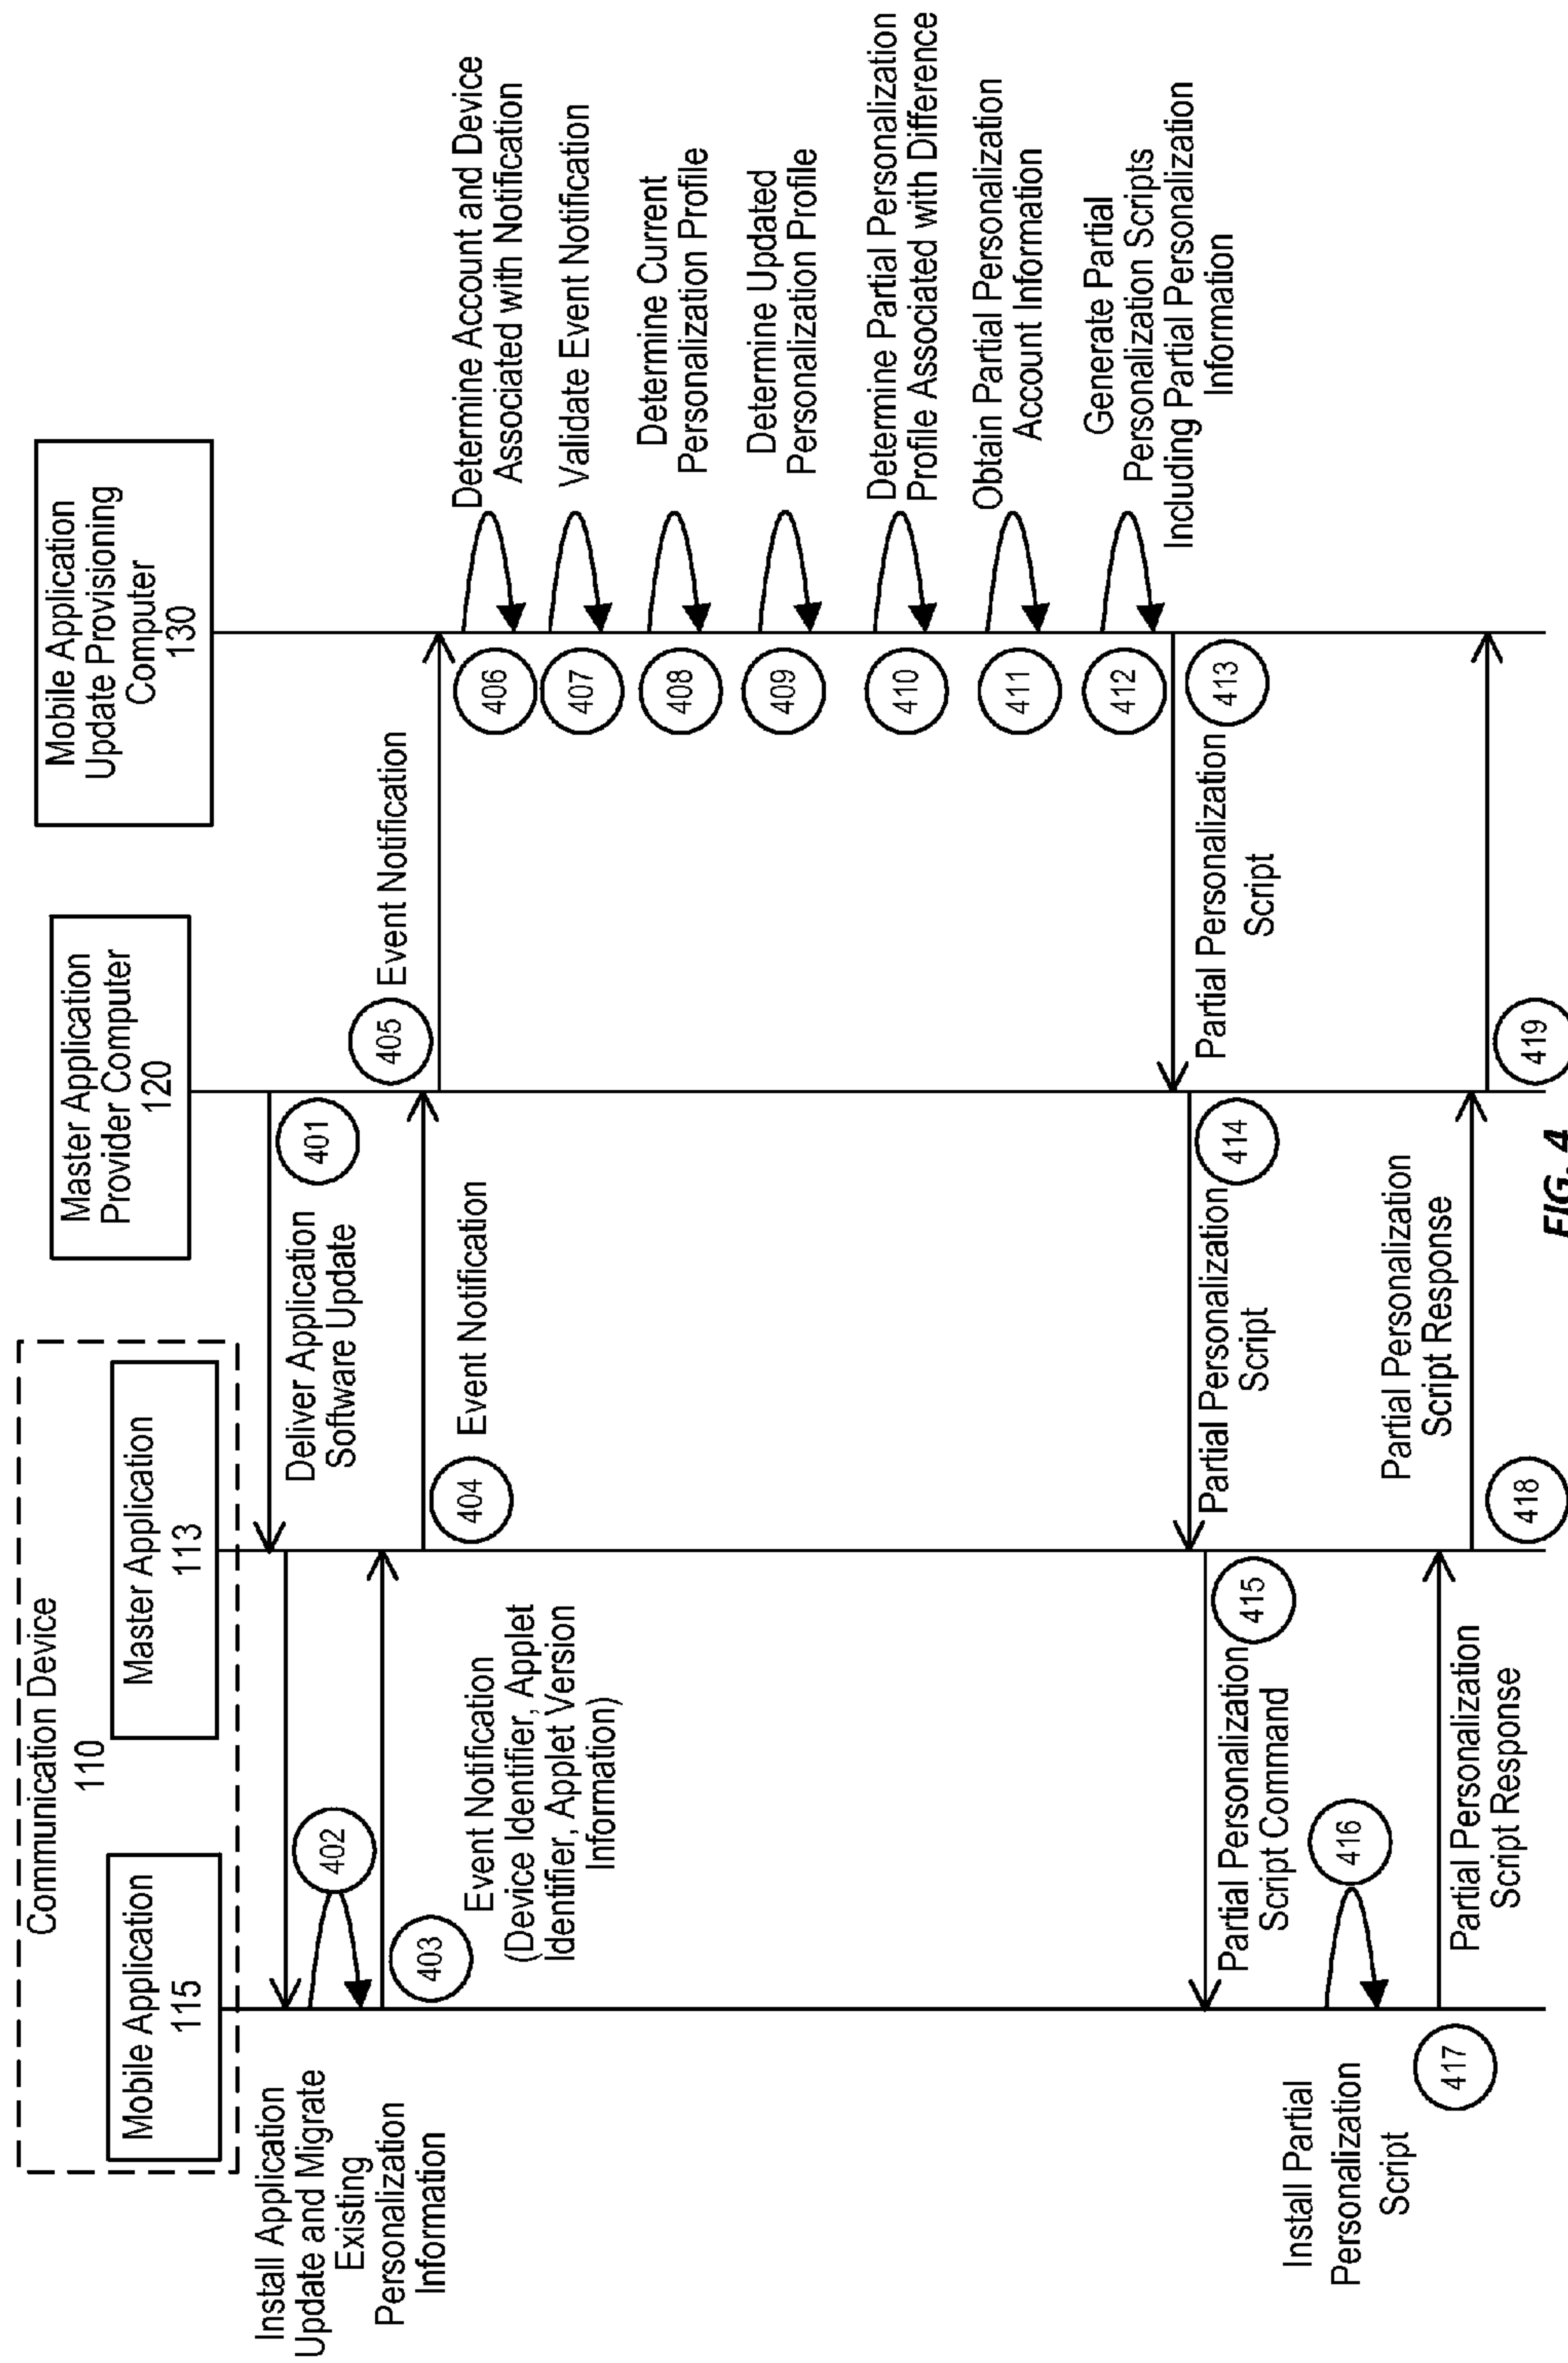 Communication Device
110
Mobile Application
115
Master Application
113
Master Application
Provider Computer
120
Mobile Application
Update Provisioning
Computer
130
401
Deliver Application
Software Update
Install Application
Update and Migrate
Existing
Personalization
Information
402
403
Event Notification
(Device Identifier, Applet
Identifier, Applet Version
Information)
404
Event Notification
405
Event Notification
406
Determine Account and Device
Associated with Notification
407
Validate Event Notification
408
Determine Current
Personalization Profile
409
Determine Updated
Personalization Profile
410
Determine Partial Personalization
Profile Associated with Difference
411
Obtain Partial Personalization
Account Information
412
Generate Partial
Personalization Scripts
Including Partial Personalization
Information
413
Partial Personalization
Script
414
Partial Personalization
Script
415
Partial Personalization
Script Command
416
Install Partial
Personalization
Script
417
Partial Personalization
Script Response
418
Partial Personalization
Script Response
419
FIG. 4